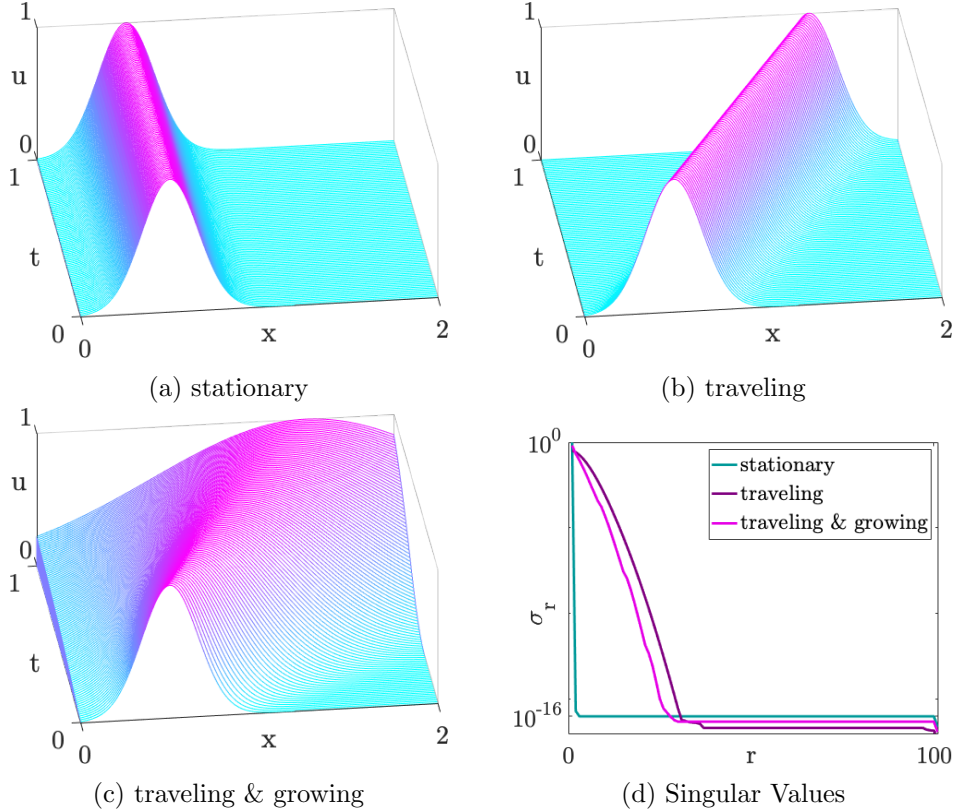 1
u
0
1
t
0
0
x
2
(a) stationary
1
u
0
1
t
0
0
x
2
(b) traveling
1
u
0
1
t
0
0
x
2
(c) traveling & growing
10^0
stationary
traveling
traveling & growing
σ_r
10^-16
0
r
100
(d) Singular Values